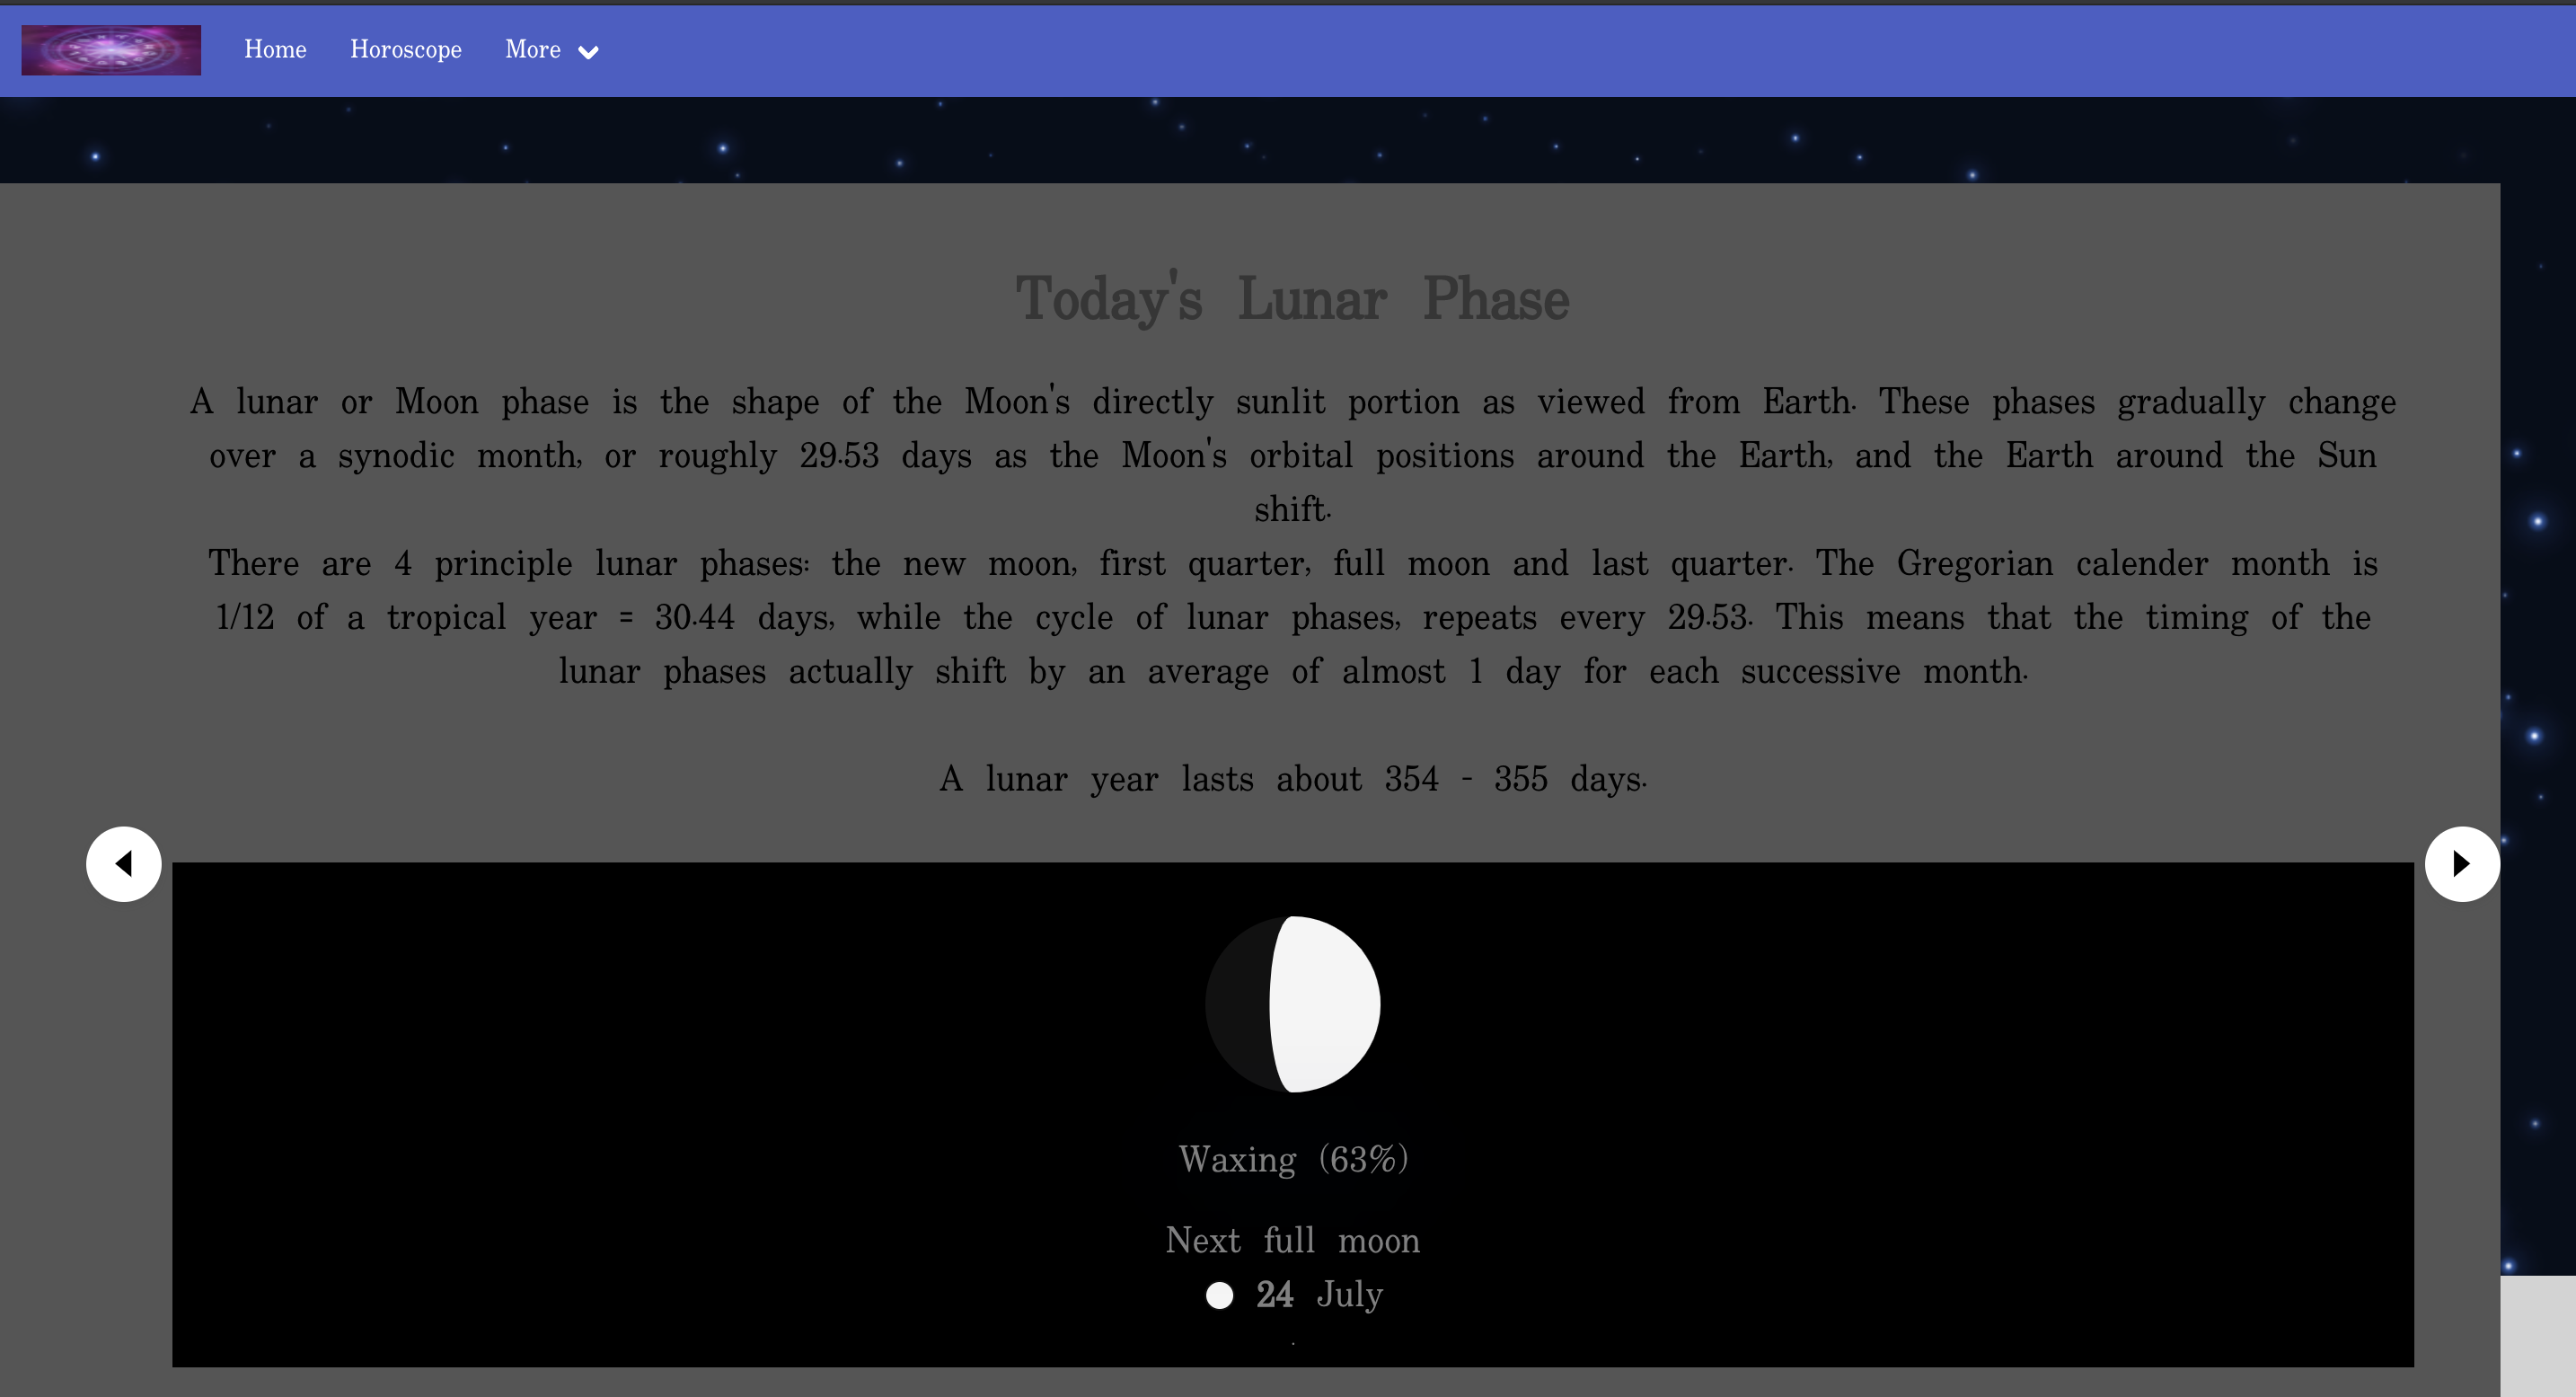 Home Horoscope More
Today's Lunar Phase
A lunar or Moon phase is the shape of the Moon's directly sunlit portion as viewed from Earth. These phases gradually change
over a synodic month, or roughly 29.53 days as the Moon's orbital positions around the Earth, and the Earth around the Sun
shift.
There are 4 principle lunar phases: the new moon, first quarter, full moon and last quarter. The Gregorian calender month is
1/12 of a tropical year = 30.44 days, while the cycle of lunar phases, repeats every 29.53. This means that the timing of the
lunar phases actually shift by an average of almost 1 day for each successive month.
A lunar year lasts about 354 - 355 days.
Waxing (63%)
Next full moon
24 July
.